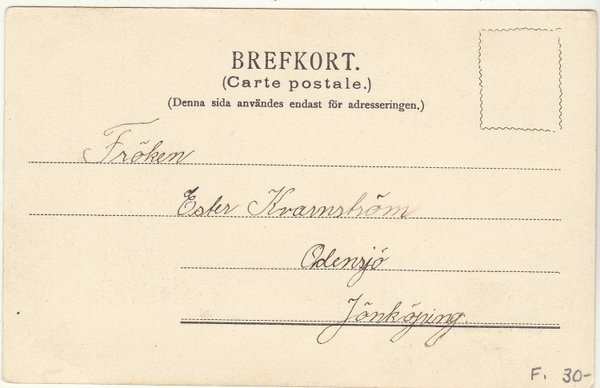 BREFKORT.
(Carte postale.)
(Denna sida användes endast för adresseringen.)
Fröken
Ester Kvarnström
Odensjö
Jönköping.
F. 30-